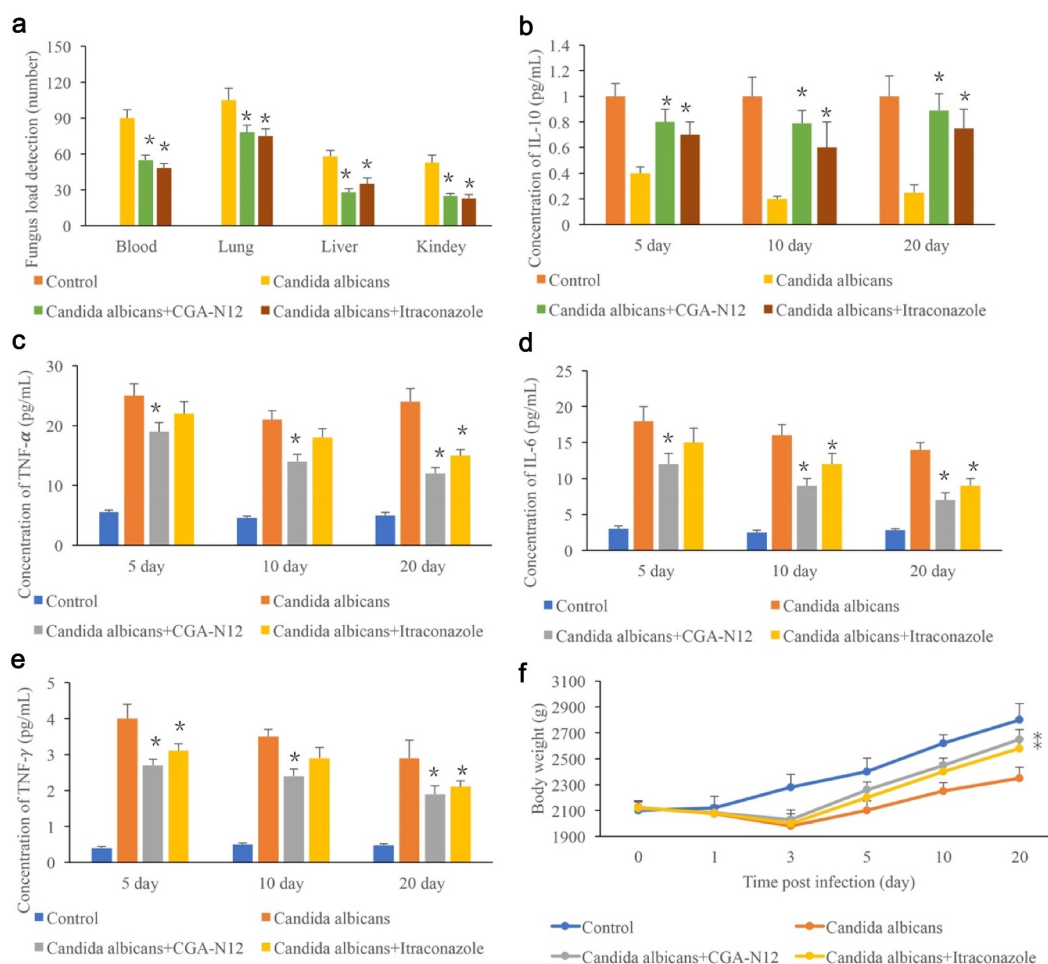 a
Fungus load detection (number)
150
120
90
60
30
0
* * * * * * * *
Blood Lung Liver Kindey
Control Candida albicans
Candida albicans+CGA-N12 Candida albicans+Itraconazole
b
Concentration of IL-10 (pg/mL)
1.4
1.2
1
0.8
0.6
0.4
0.2
0
* * * * * *
5 day 10 day 20 day
Control Candida albicans
Candida albicans+CGA-N12 Candida albicans+Itraconazole
c
Concentration of TNF-α (pg/mL)
30
20
10
0
* * * *
5 day 10 day 20 day
Control Candida albicans
Candida albicans+CGA-N12 Candida albicans+Itraconazole
d
Concentration of IL-6 (pg/mL)
25
20
15
10
5
0
* * * * *
5 day 10 day 20 day
Control Candida albicans
Candida albicans+CGA-N12 Candida albicans+Itraconazole
e
Concentration of TNF-γ (pg/mL)
5
4
3
2
1
0
* * * * *
5 day 10 day 20 day
Control Candida albicans
Candida albicans+CGA-N12 Candida albicans+Itraconazole
f
Body weight (g)
3100
2900
2700
2500
2300
2100
1900
* *
0 1 3 5 10 20
Time post infection (day)
Control Candida albicans
Candida albicans+CGA-N12 Candida albicans+Itraconazole